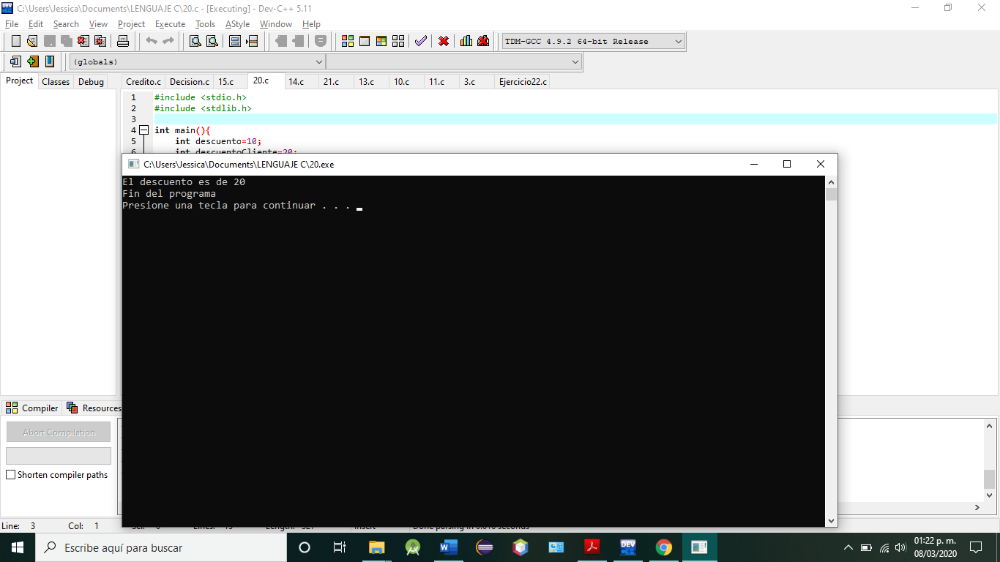 C:\Users\Jessica\Documents\LENGUAJE C\20.c - [Executing] - Dev-C++ 5.11
File Edit Search View Project Execute Tools AStyle Window Help
TDM-GCC 4.9.2 64-bit Release
(globals)
Project Classes Debug
Credito.c Decision.c 15.c 20.c 14.c 21.c 13.c 10.c 11.c 3.c Ejercicio22.c
1 #include <stdio.h>
2 #include <stdlib.h>
3
4 int main(){
5 int descuento=10;
6 int descuentoCliente=20;
C:\Users\Jessica\Documents\LENGUAJE C\20.exe
El descuento es de 20
Fin del programa
Presione una tecla para continuar . . .
Compiler Resources
Abort Compilation
Shorten compiler paths
Line: 3 Col: 1 Sel: 0 Lines: Length: Insert Done parsing in seconds
Escribe aquí para buscar
01:22 p. m.
08/03/2020